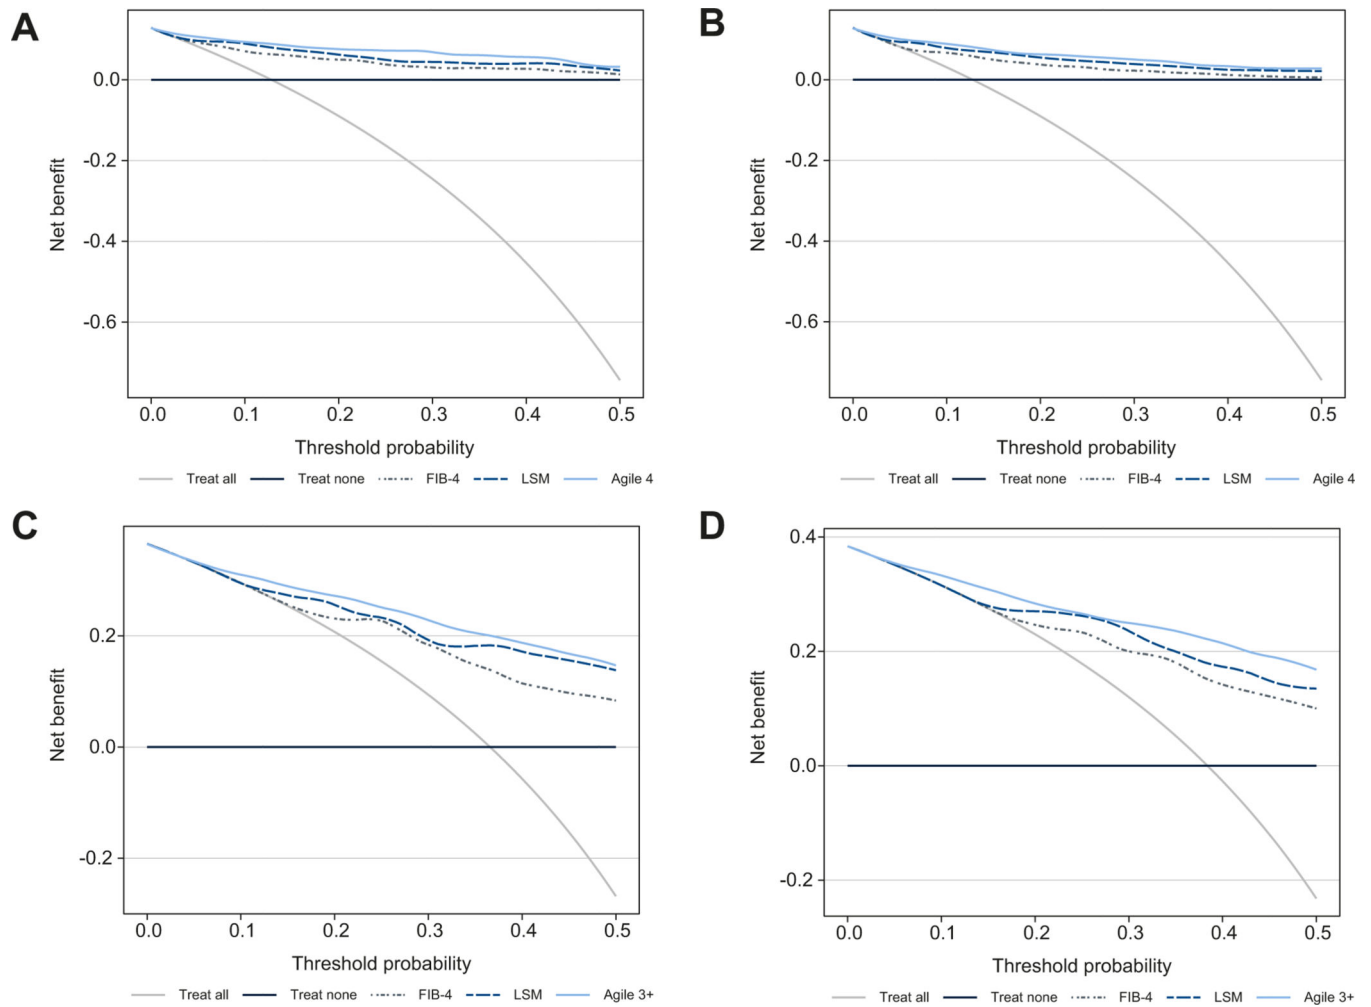 A
0.0
-0.2
-0.4
-0.6
Net benefit
0.0 0.1 0.2 0.3 0.4 0.5
Threshold probability
Treat all Treat none FIB-4 LSM Agile 4
B
0.0
-0.2
-0.4
-0.6
Net benefit
0.0 0.1 0.2 0.3 0.4 0.5
Threshold probability
Treat all Treat none FIB-4 LSM Agile 4
C
0.2
0.0
-0.2
Net benefit
0.0 0.1 0.2 0.3 0.4 0.5
Threshold probability
Treat all Treat none FIB-4 LSM Agile 3+
D
0.4
0.2
0.0
-0.2
Net benefit
0.0 0.1 0.2 0.3 0.4 0.5
Threshold probability
Treat all Treat none FIB-4 LSM Agile 3+